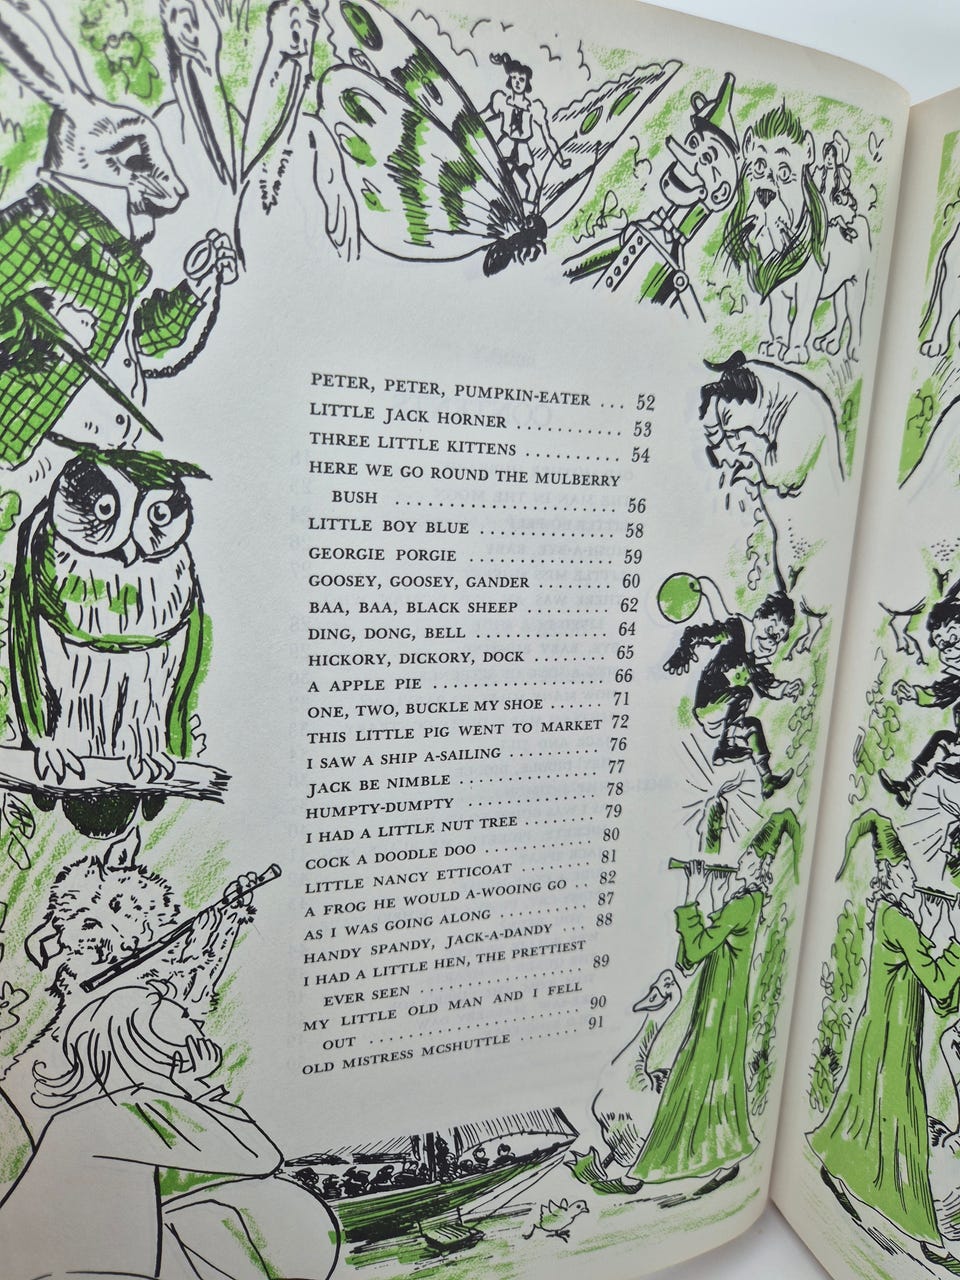 PETER, PETER, PUMPKIN-EATER ... 52
LITTLE JACK HORNER ........... 53
THREE LITTLE KITTENS .......... 54
HERE WE GO ROUND THE MULBERRY
BUSH ...................... 56
LITTLE BOY BLUE ............... 58
GEORGIE PORGIE ............... 59
GOOSEY, GOOSEY, GANDER ........ 60
BAA, BAA, BLACK SHEEP .......... 62
DING, DONG, BELL .............. 64
HICKORY, DICKORY, DOCK ........ 65
A APPLE PIE .................. 66
ONE, TWO, BUCKLE MY SHOE ...... 71
THIS LITTLE PIG WENT TO MARKET 72
I SAW A SHIP A-SAILING .......... 76
JACK BE NIMBLE ............... 77
HUMPTY-DUMPTY ............... 78
I HAD A LITTLE NUT TREE ........ 79
COCK A DOODLE DOO ............ 80
LITTLE NANCY ETTICOAT ......... 81
A FROG HE WOULD A-WOOING GO .. 82
AS I WAS GOING ALONG .......... 87
HANDY SPANDY, JACK-A-DANDY ... 88
I HAD A LITTLE HEN, THE PRETTIEST
EVER SEEN ................... 89
MY LITTLE OLD MAN AND I FELL
OUT ........................ 90
OLD MISTRESS MCSHUTTLE ....... 91